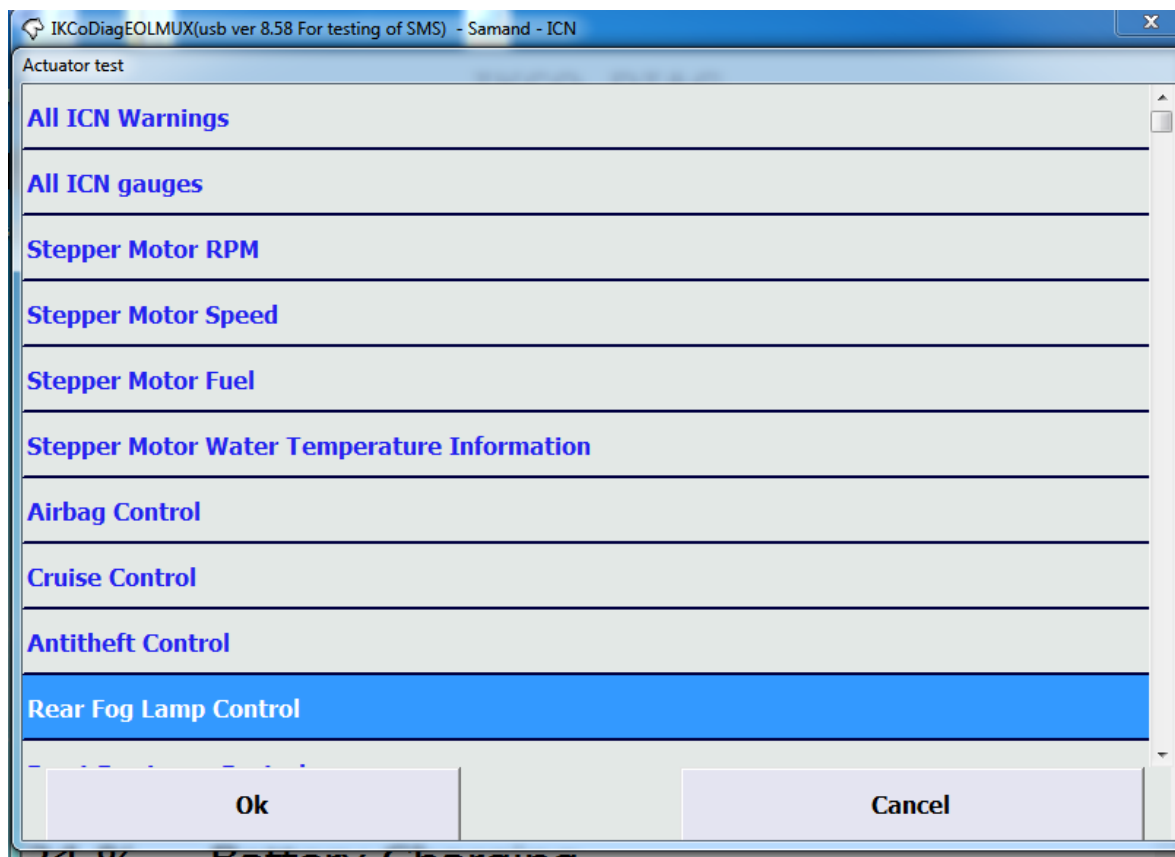 IKCoDiagEOLMUX(usb ver 8.58 For testing of SMS) - Samand - ICN
Actuator test
All ICN Warnings
All ICN gauges
Stepper Motor RPM
Stepper Motor Speed
Stepper Motor Fuel
Stepper Motor Water Temperature Information
Airbag Control
Cruise Control
Antitheft Control
Rear Fog Lamp Control
Ok Cancel
Battery Charging